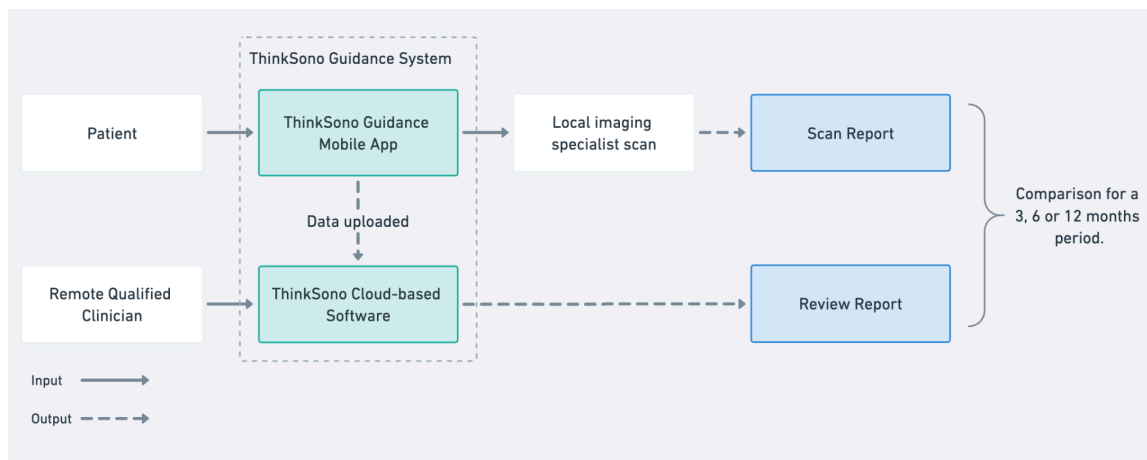 ThinkSono Guidance System
Patient
ThinkSono Guidance
Mobile App
Local imaging
specialist scan
Scan Report
Data uploaded
Comparison for a
3, 6 or 12 months
period.
Remote Qualified
Clinician
ThinkSono Cloud-based
Software
Review Report
Input
Output